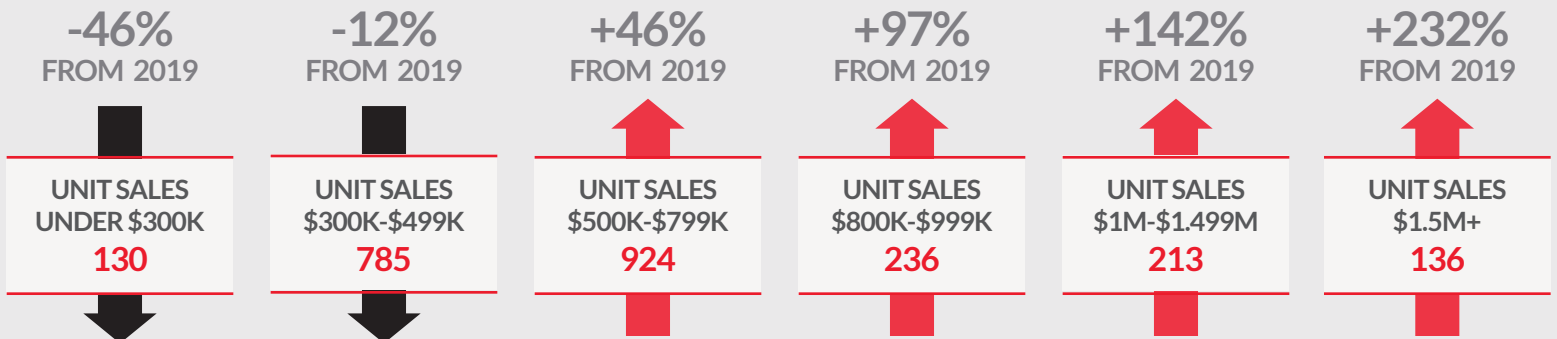 -46%
FROM 2019
UNIT SALES
UNDER $300K
130
-12%
FROM 2019
UNIT SALES
$300K-$499K
785
+46%
FROM 2019
UNIT SALES
$500K-$799K
924
+97%
FROM 2019
UNIT SALES
$800K-$999K
236
+142%
FROM 2019
UNIT SALES
$1M-$1.499M
213
+232%
FROM 2019
UNIT SALES
$1.5M+
136